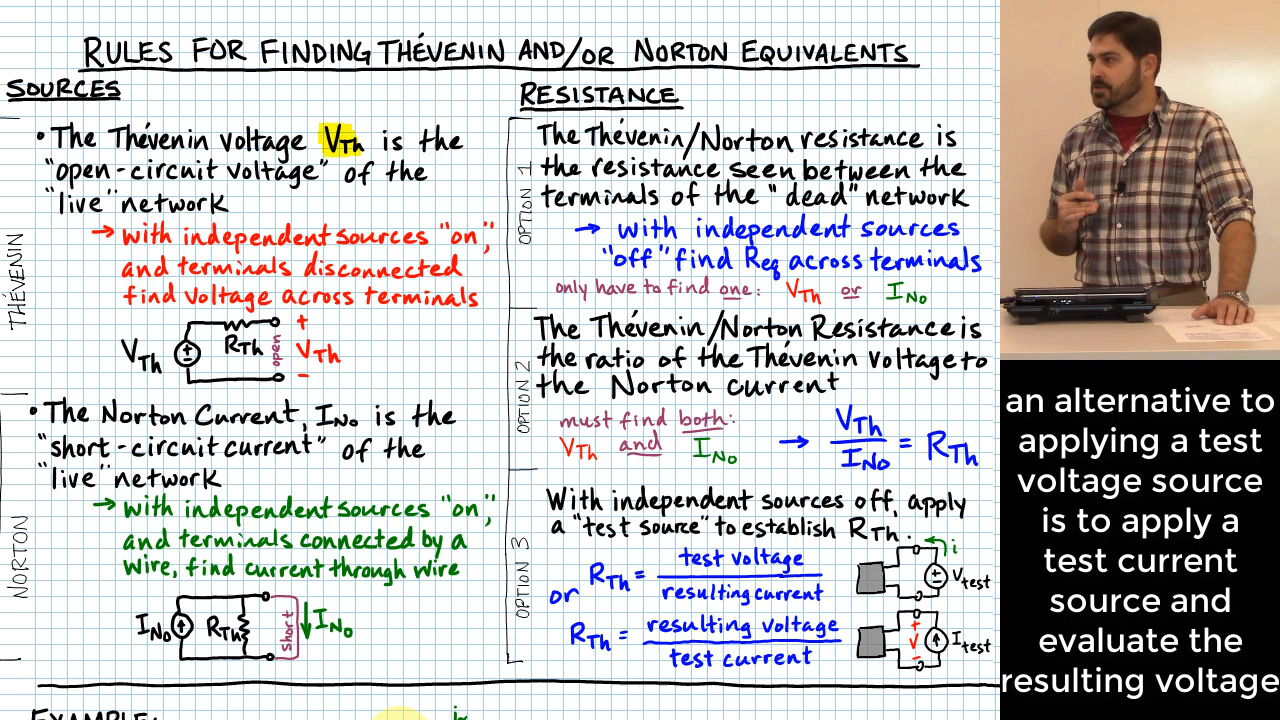 RULES FOR FINDING THÉVENIN AND/OR NORTON EQUIVALENTS
SOURCES
THÉVENIN
• The Thévenin voltage VTh is the
"open-circuit voltage" of the
"live" network
→ with independent sources "on",
and terminals disconnected
find voltage across terminals
VTh
RTh
open
+
VTh
–
NORTON
• The Norton Current, INo is the
"short-circuit current" of the
"live" network
→ with independent sources "on",
and terminals connected by a
wire, find current through wire
INo
RTh
short
INo
RESISTANCE
OPTION 1
The Thévenin/Norton resistance is
the resistance seen between the
terminals of the "dead" network
→ with independent sources
"off" find Req across terminals
only have to find one: VTh or INo
OPTION 2
The Thévenin/Norton Resistance is
the ratio of the Thévenin voltage to
the Norton current
must find both:
VTh and INo
→ VTh / INo = RTh
OPTION 3
With independent sources off, apply
a "test source" to establish RTh.
RTh = test voltage / resulting current
or
RTh = resulting voltage / test current
i
Vtest
+
V
–
Itest
EXAMPLE:
an alternative to
applying a test
voltage source
is to apply a
test current
source and
evaluate the
resulting voltage